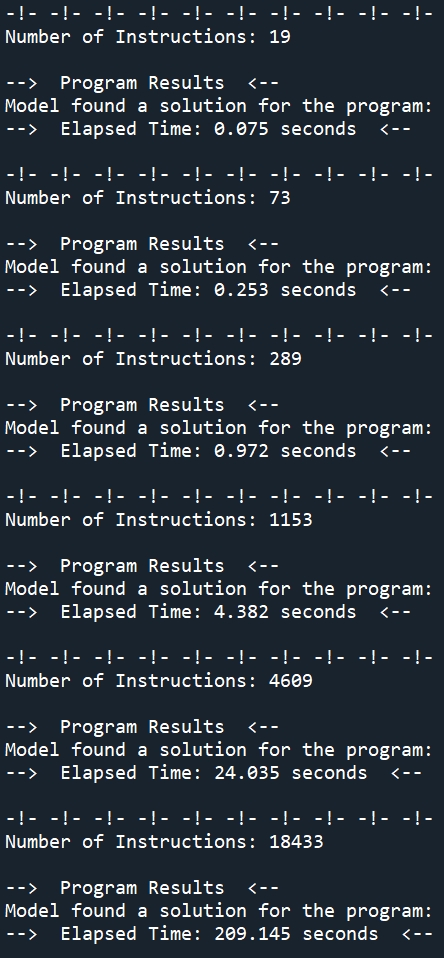 -!- -!- -!- -!- -!- -!- -!- -!- -!- -!-
Number of Instructions: 19
-->  Program Results  <--
Model found a solution for the program:
-->  Elapsed Time: 0.075 seconds  <--
-!- -!- -!- -!- -!- -!- -!- -!- -!- -!-
Number of Instructions: 73
-->  Program Results  <--
Model found a solution for the program:
-->  Elapsed Time: 0.253 seconds  <--
-!- -!- -!- -!- -!- -!- -!- -!- -!- -!-
Number of Instructions: 289
-->  Program Results  <--
Model found a solution for the program:
-->  Elapsed Time: 0.972 seconds  <--
-!- -!- -!- -!- -!- -!- -!- -!- -!- -!-
Number of Instructions: 1153
-->  Program Results  <--
Model found a solution for the program:
-->  Elapsed Time: 4.382 seconds  <--
-!- -!- -!- -!- -!- -!- -!- -!- -!- -!-
Number of Instructions: 4609
-->  Program Results  <--
Model found a solution for the program:
-->  Elapsed Time: 24.035 seconds  <--
-!- -!- -!- -!- -!- -!- -!- -!- -!- -!-
Number of Instructions: 18433
-->  Program Results  <--
Model found a solution for the program:
-->  Elapsed Time: 209.145 seconds  <--